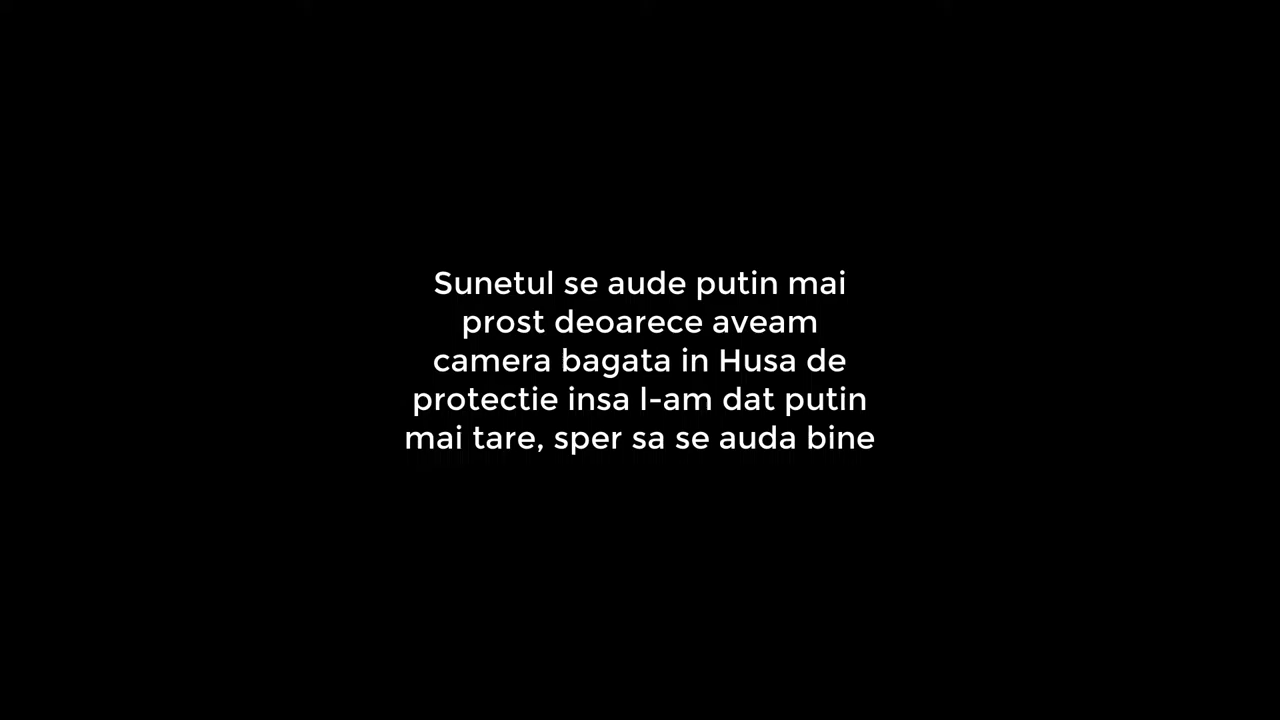 Sunetul se aude putin mai
prost deoarece aveam
camera bagata in Husa de
protectie insa l-am dat putin
mai tare, sper sa se auda bine